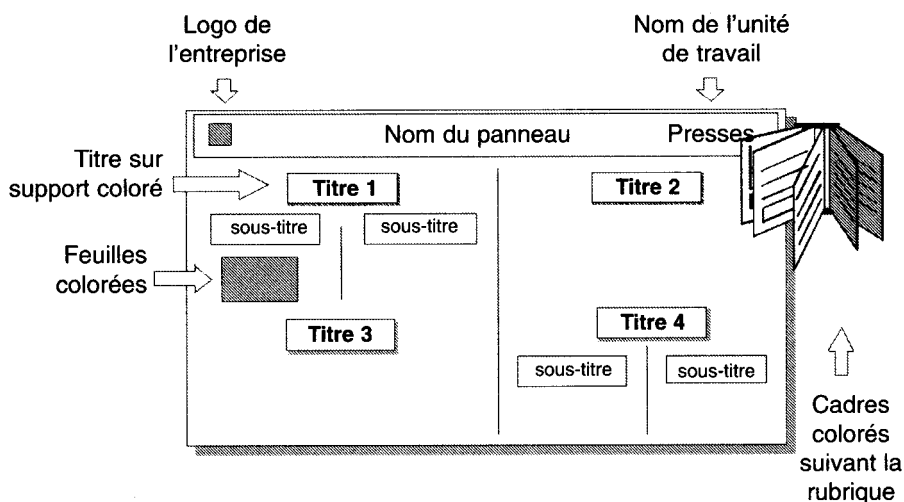 Logo de
l'entreprise
Nom de l'unité
de travail
Nom du panneau
Presses
Titre sur
support coloré
Titre 1
Titre 2
sous-titre
sous-titre
Feuilles
colorées
Titre 3
Titre 4
sous-titre
sous-titre
Cadres
colorés
suivant la
rubrique